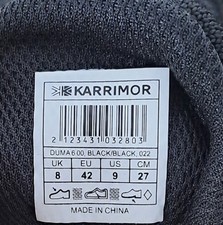 KARRIMOR
2 123431 032803
DUMA 6 00, BLACK/BLACK, 022
UK EU US CM
8 42 9 27
MADE IN CHINA